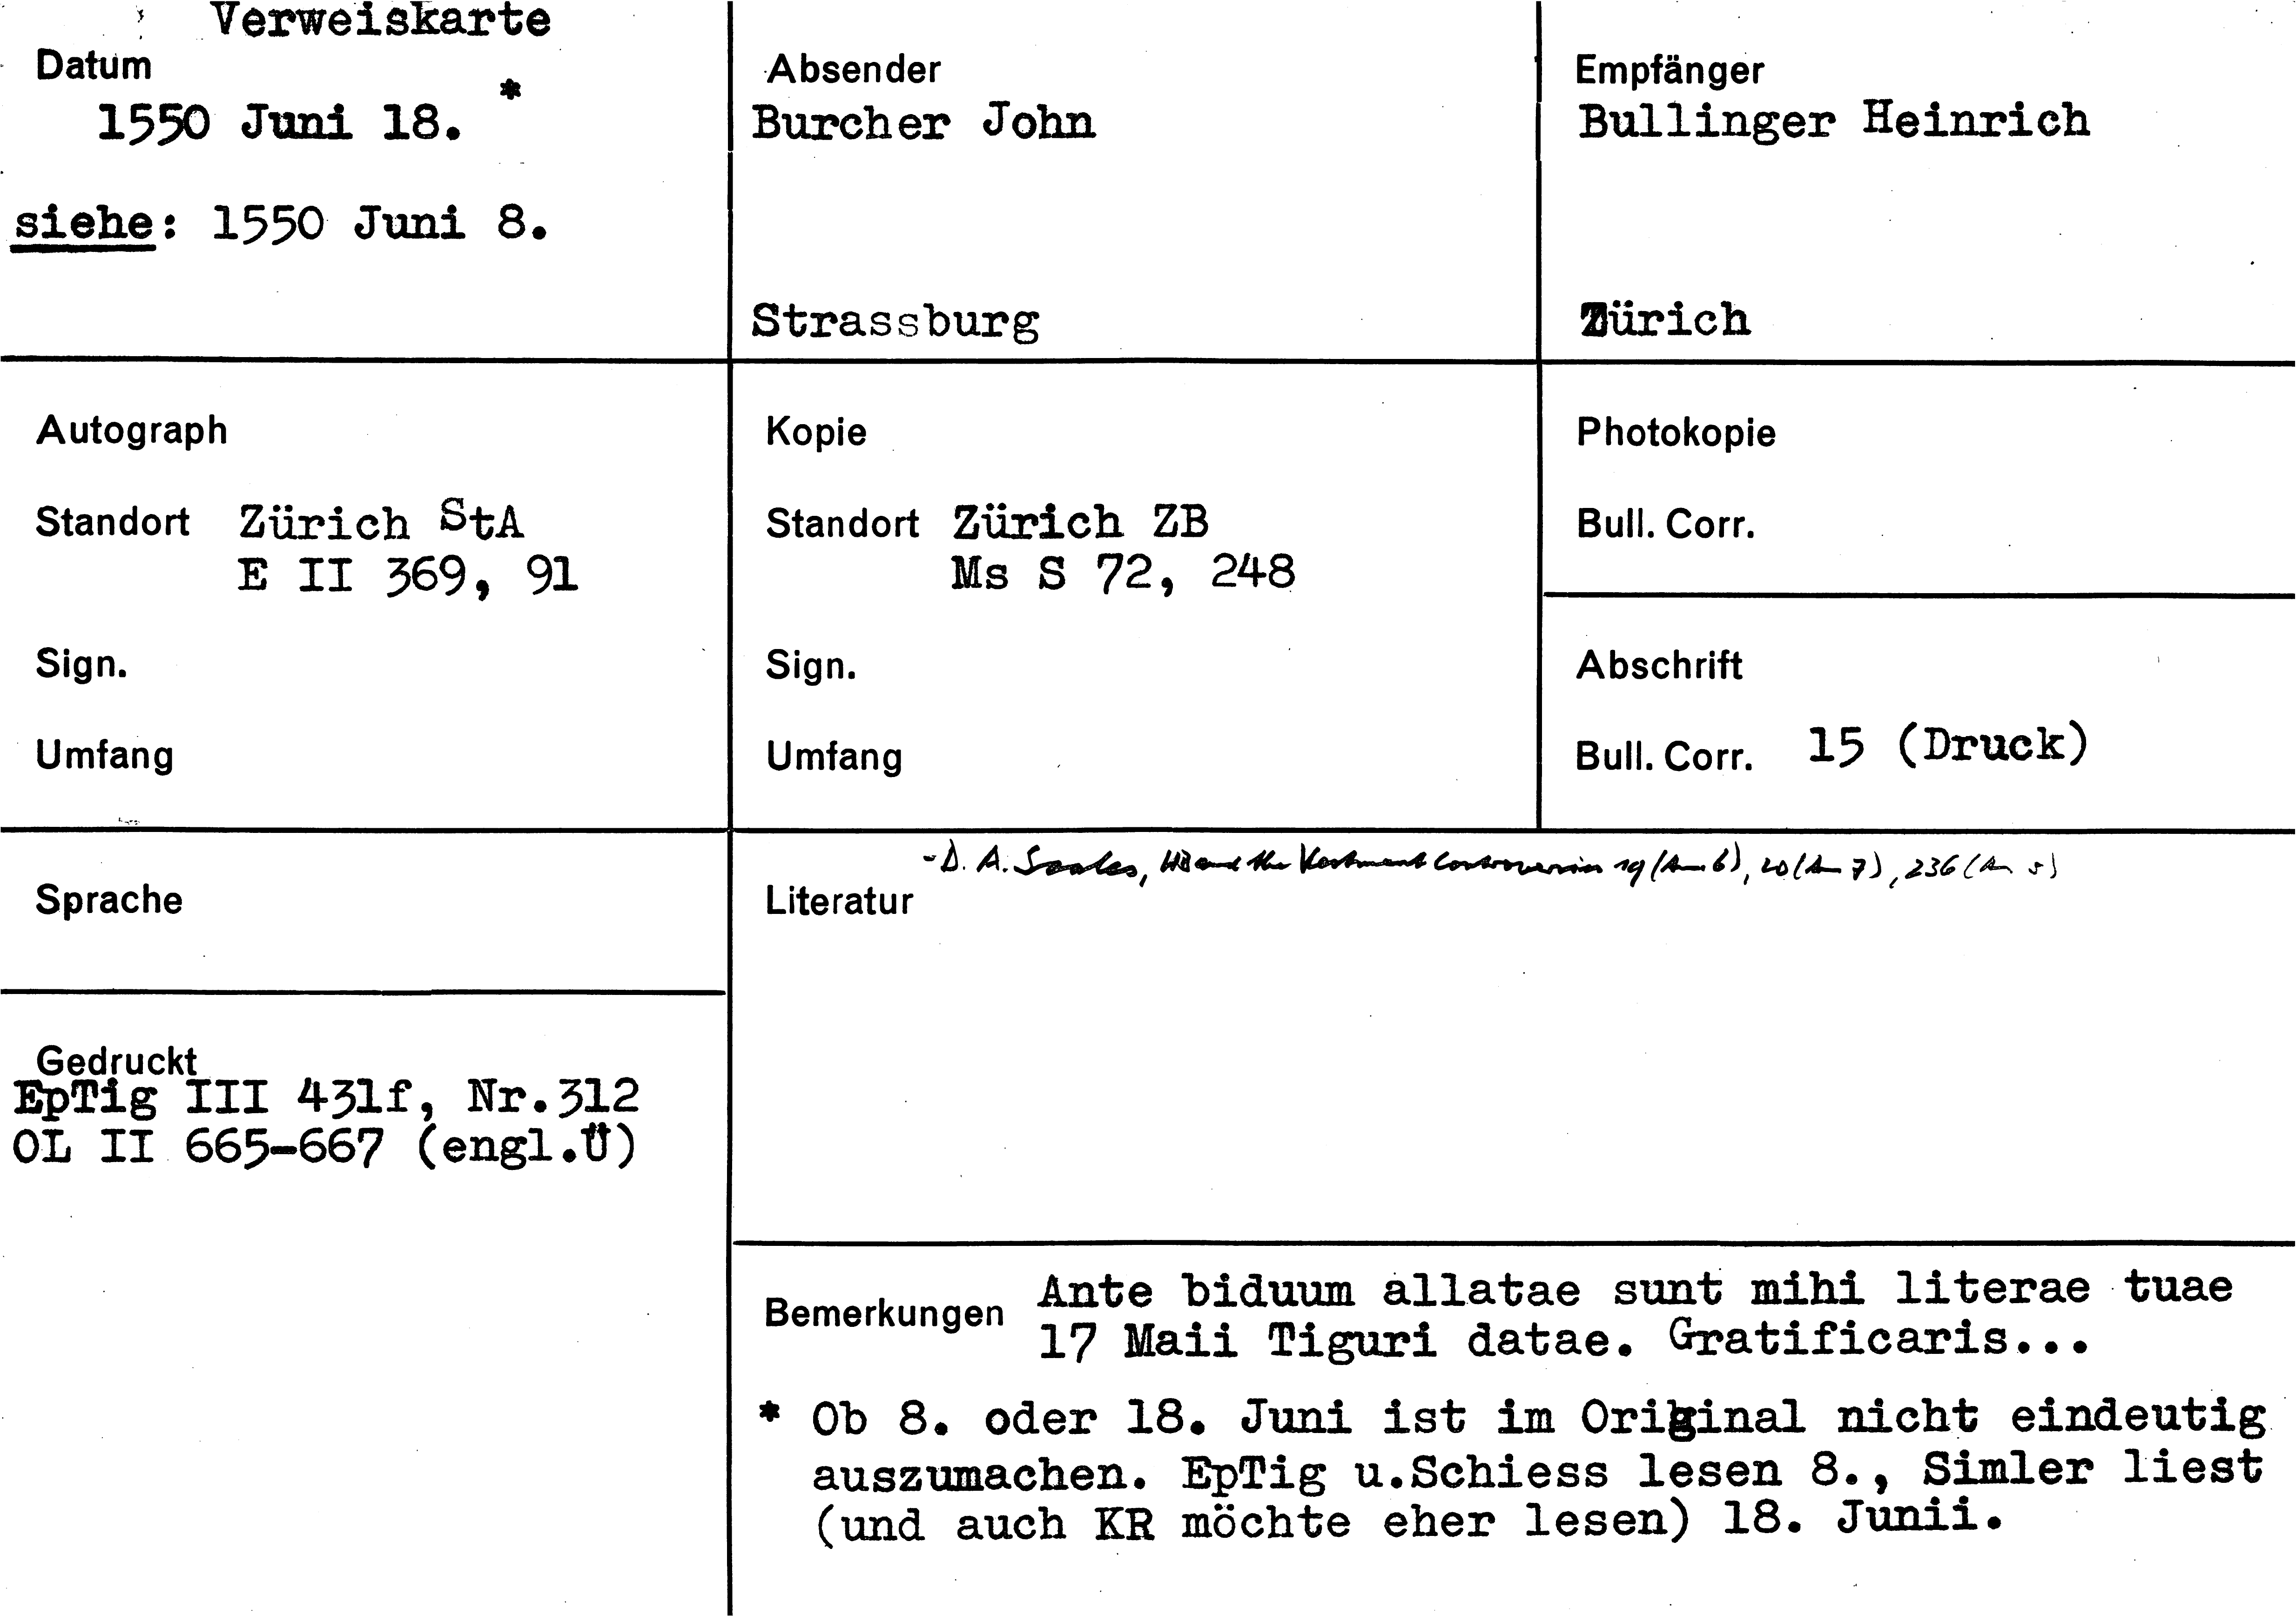 Verweiskarte
Datum
1550 Juni 18. *
siehe: 1550 Juni 8.
Absender
Burcher John
Strassburg
Empfänger
Bullinger Heinrich
Zürich
Autograph
Standort Zürich StA
E II 369, 91
Sign.
Umfang
Kopie
Standort Zürich ZB
Ms S 72, 248
Sign.
Umfang
Photokopie
Bull. Corr.
Abschrift
Bull. Corr. 15 (Druck)
Sprache
Gedruckt
EpTig III 431f, Nr.312
OL II 665-667 (engl.Ü)
- D. A. Scales, HB and the Vestment 19 (Anm 6), 20 (Anm 7), 236 (Anm 5)
Literatur
Bemerkungen Ante biduum allatae sunt mihi literae tuae
17 Maii Tiguri datae. Gratificaris...
* Ob 8. oder 18. Juni ist im Original nicht eindeutig
auszumachen. EpTig u.Schiess lesen 8., Simler liest
(und auch KR möchte eher lesen) 18. Junii.